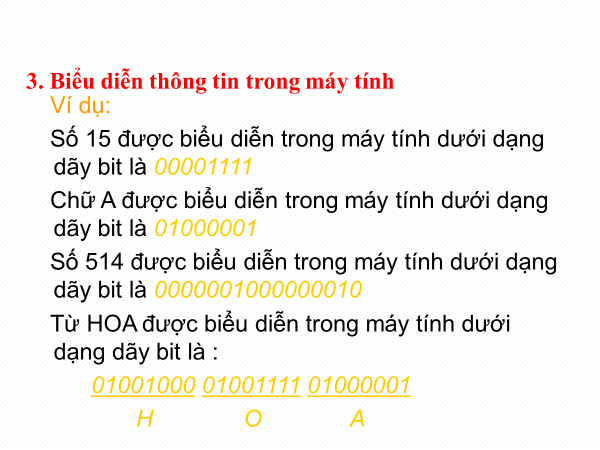 3. Biểu diễn thông tin trong máy tính
Ví dụ:
Số 15 được biểu diễn trong máy tính dưới dạng
dãy bit là 00001111
Chữ A được biểu diễn trong máy tính dưới dạng
dãy bit là 01000001
Số 514 được biểu diễn trong máy tính dưới dạng
dãy bit là 0000001000000010
Từ HOA được biểu diễn trong máy tính dưới
dạng dãy bit là :
01001000 01001111 01000001
H O A